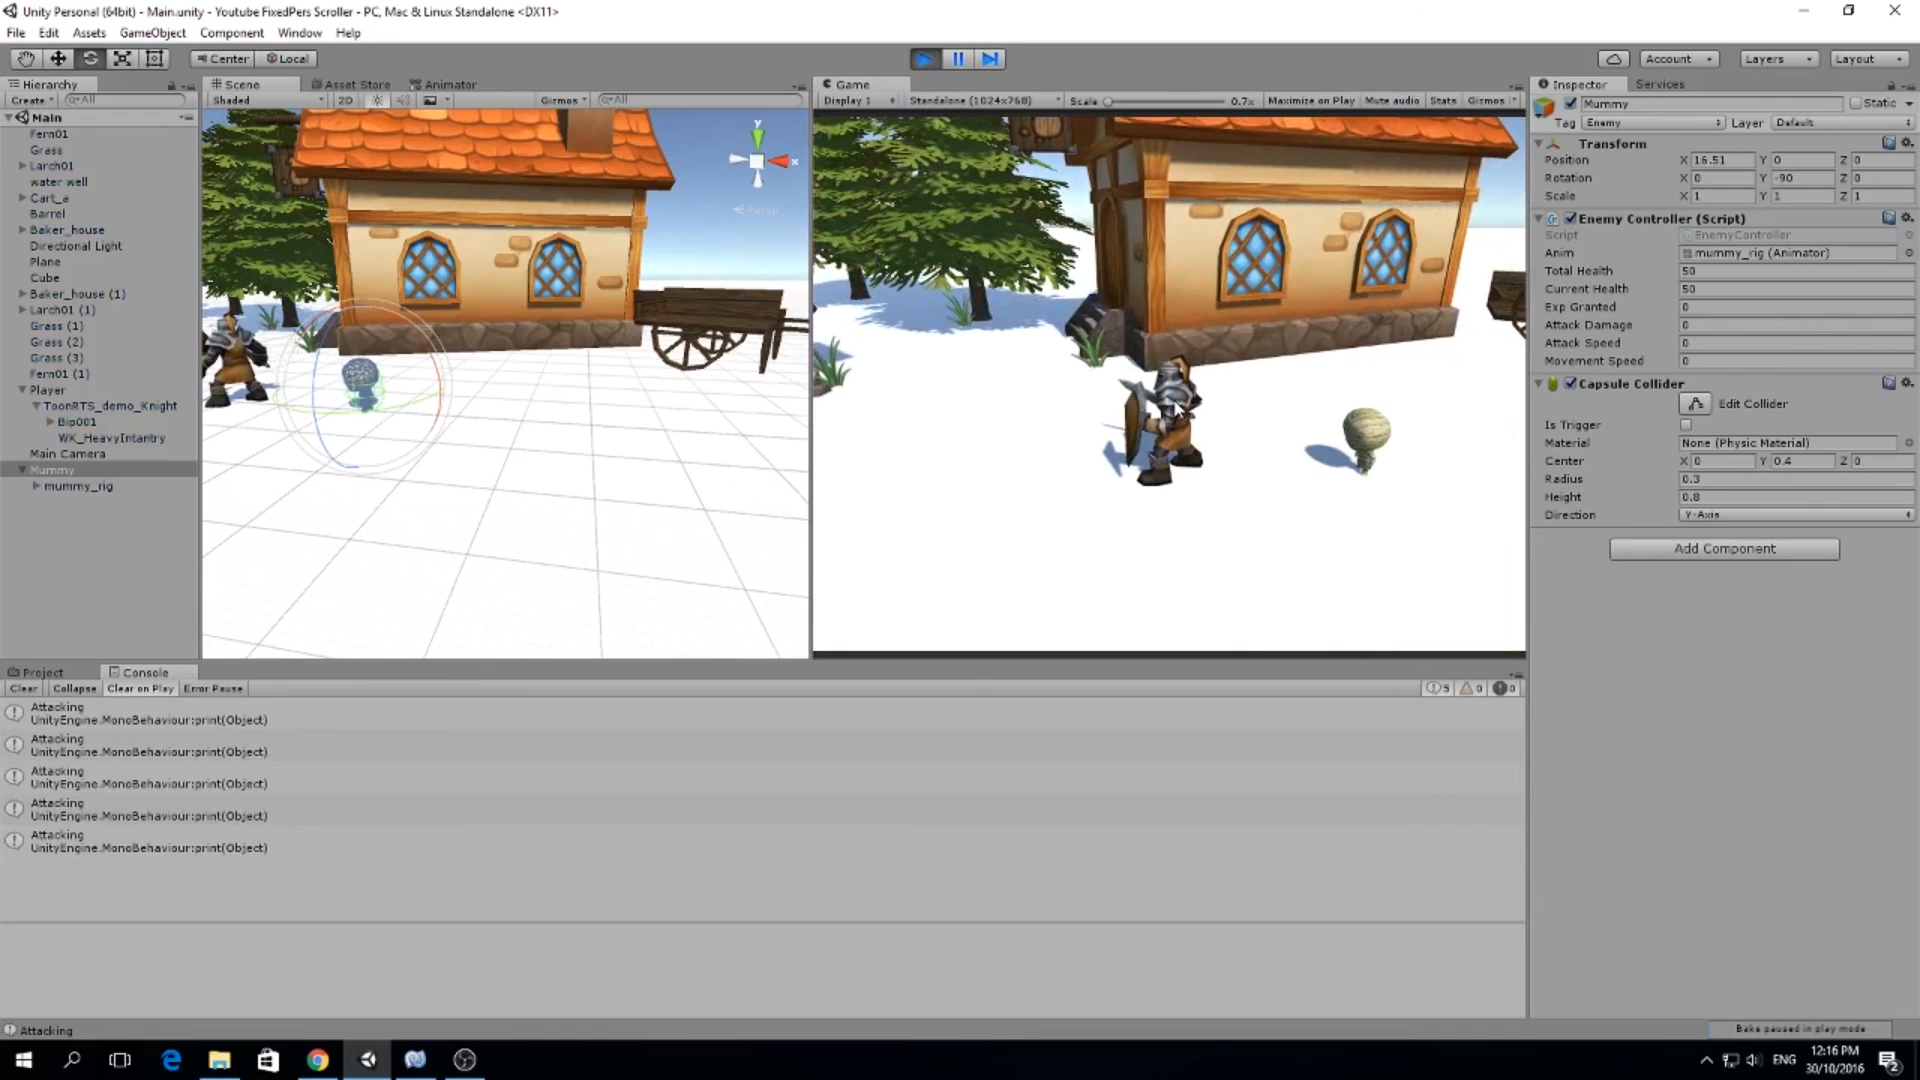 Unity Personal (64bit) - Main.unity - Youtube FixedPers Scroller - PC, Mac & Linux Standalone <DX11>
File Edit Assets GameObject Component Window Help
Center Local Account Layers Layout
Hierarchy
Create All
Main
Fern01
Grass
Larch01
water well
Cart_a
Barrel
Baker_house
Directional Light
Plane
Cube
Baker_house (1)
Larch01 (1)
Grass (1)
Grass (2)
Grass (3)
Fern01 (1)
Player
ToonRTS_demo_Knight
Bip001
WK_HeavyIntantry
Main Camera
Mummy
mummy_rig
Scene Asset Store Animator
Shaded 2D Gizmos All
y
x
Persp
Game
Display 1 Standalone (1024x768) Scale 0.7x Maximize on Play Mute audio Stats Gizmos
Inspector Services
Mummy Static
Tag Enemy Layer Default
Transform
Position X 16.51 Y 0 Z 0
Rotation X 0 Y -90 Z 0
Scale X 1 Y 1 Z 1
Enemy Controller (Script)
Script EnemyController
Anim mummy_rig (Animator)
Total Health 50
Current Health 50
Exp Granted 0
Attack Damage 0
Attack Speed 0
Movement Speed 0
Capsule Collider
Edit Collider
Is Trigger
Material None (Physic Material)
Center X 0 Y 0.4 Z 0
Radius 0.3
Height 0.8
Direction Y-Axis
Add Component
Project Console
Clear Collapse Clear on Play Error Pause 5 0 0
Attacking
UnityEngine.MonoBehaviour:print(Object)
Attacking
UnityEngine.MonoBehaviour:print(Object)
Attacking
UnityEngine.MonoBehaviour:print(Object)
Attacking
UnityEngine.MonoBehaviour:print(Object)
Attacking
UnityEngine.MonoBehaviour:print(Object)
Attacking
Bake paused in play mode
ENG 12:16 PM
30/10/2016
2